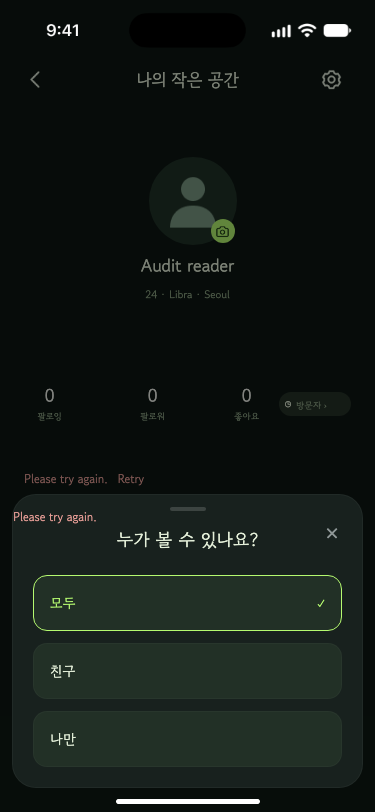 9:41
나의 작은 공간
Audit reader
24 · Libra · Seoul
0 0 0
팔로잉 팔로워 좋아요 방문자 ›
Please try again. Retry
Please try again.
누가 볼 수 있나요?
모두 ✓
친구
나만